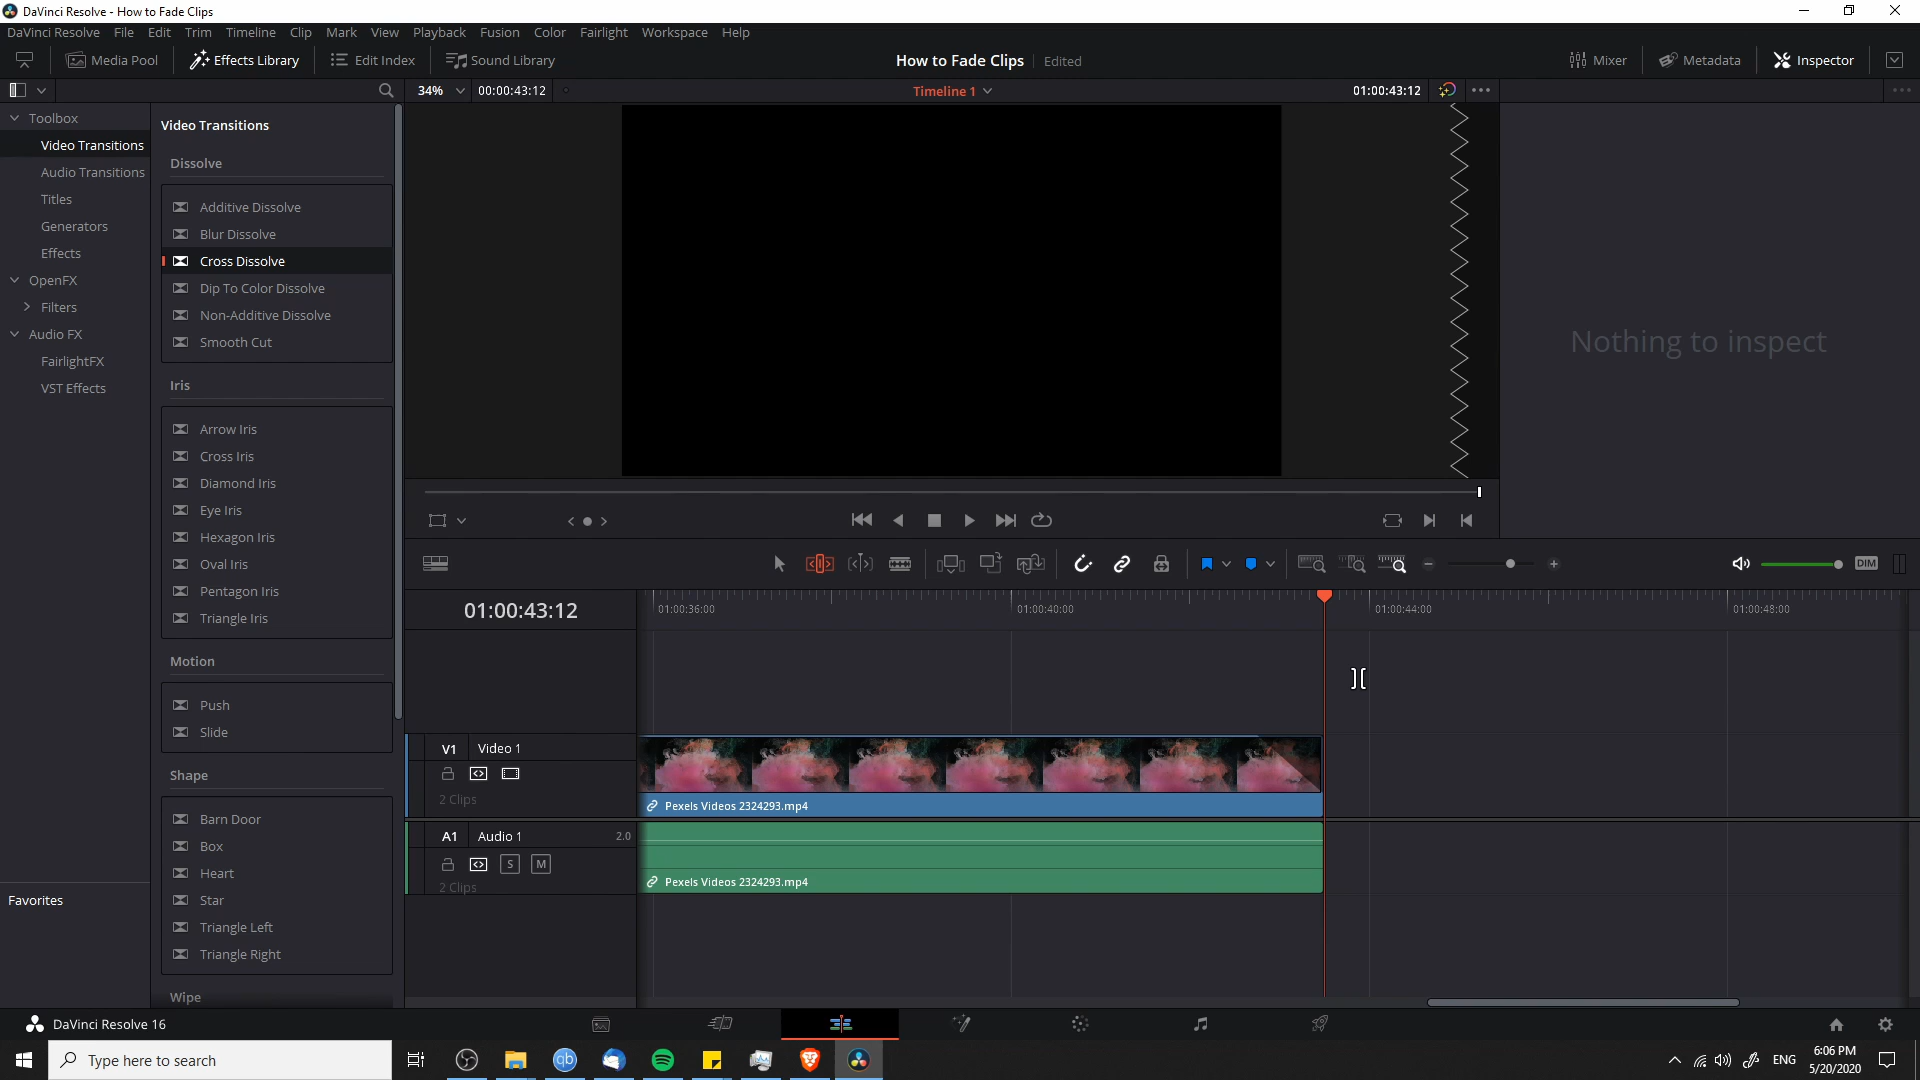 DaVinci Resolve - How to Fade Clips
DaVinci Resolve File Edit Trim Timeline Clip Mark View Playback Fusion Color Fairlight Workspace Help
Media Pool Effects Library Edit Index Sound Library How to Fade Clips Edited Mixer Metadata Inspector
34% 00:00:43:12 Timeline 1 01:00:43:12
Toolbox
Video Transitions
Audio Transitions
Titles
Generators
Effects
OpenFX
Filters
Audio FX
FairlightFX
VST Effects
Favorites
Video Transitions
Dissolve
Additive Dissolve
Blur Dissolve
Cross Dissolve
Dip To Color Dissolve
Non-Additive Dissolve
Smooth Cut
Iris
Arrow Iris
Cross Iris
Diamond Iris
Eye Iris
Hexagon Iris
Oval Iris
Pentagon Iris
Triangle Iris
Motion
Push
Slide
Shape
Barn Door
Box
Heart
Star
Triangle Left
Triangle Right
Wipe
Nothing to inspect
DIM
01:00:43:12
01:00:36:00 01:00:40:00 01:00:44:00 01:00:48:00
V1 Video 1
2 Clips
Pexels Videos 2324293.mp4
A1 Audio 1 2.0
S M
2 Clips
Pexels Videos 2324293.mp4
DaVinci Resolve 16
Type here to search
qb
ENG
6:06 PM
5/20/2020